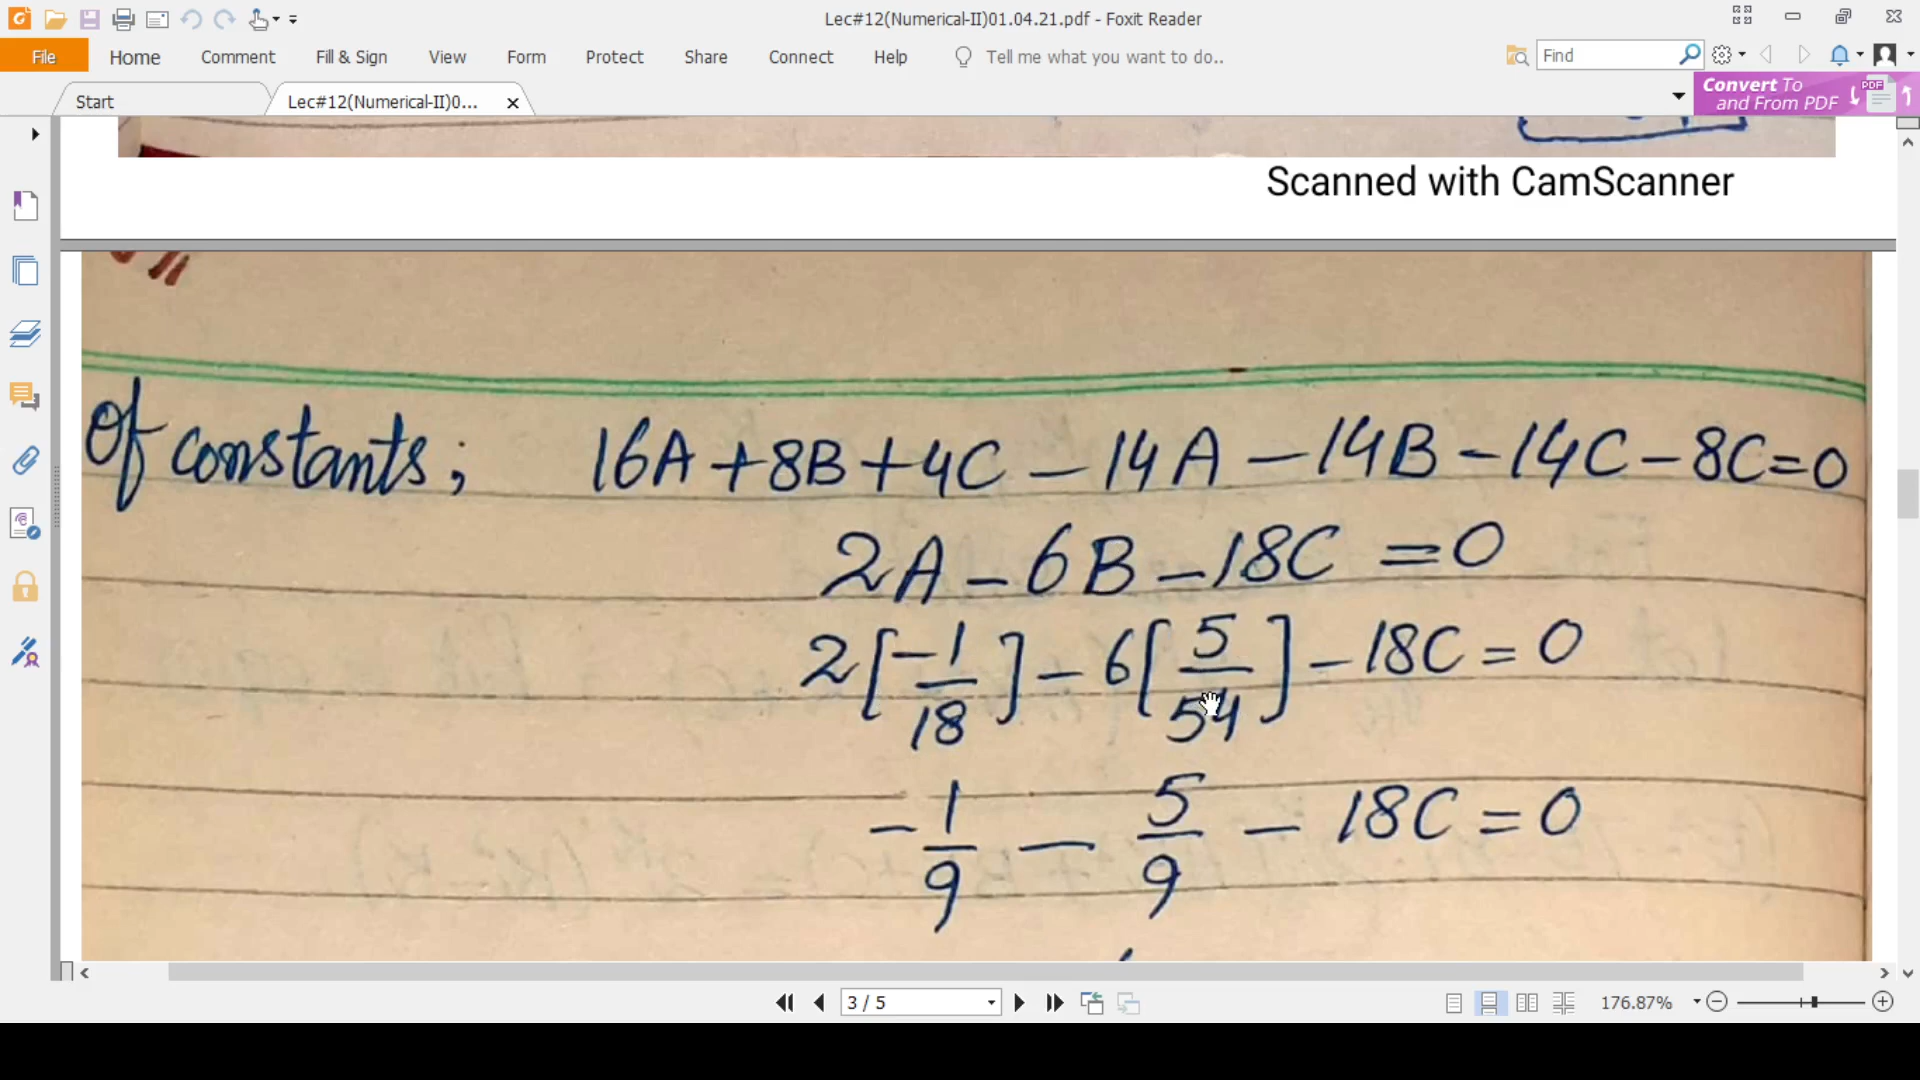 Lec#12(Numerical-II)01.04.21.pdf - Foxit Reader
File Home Comment Fill & Sign View Form Protect Share Connect Help Tell me what you want to do.. Find
Start Lec#12(Numerical-II)0... Convert To and From PDF
Scanned with CamScanner
Of constants; 16A + 8B + 4C - 14A - 14B - 14C - 8C = 0
2A - 6B - 18C = 0
2[-1/18] - 6[5/54] - 18C = 0
-1/9 - 5/9 - 18C = 0
3 / 5 176.87%